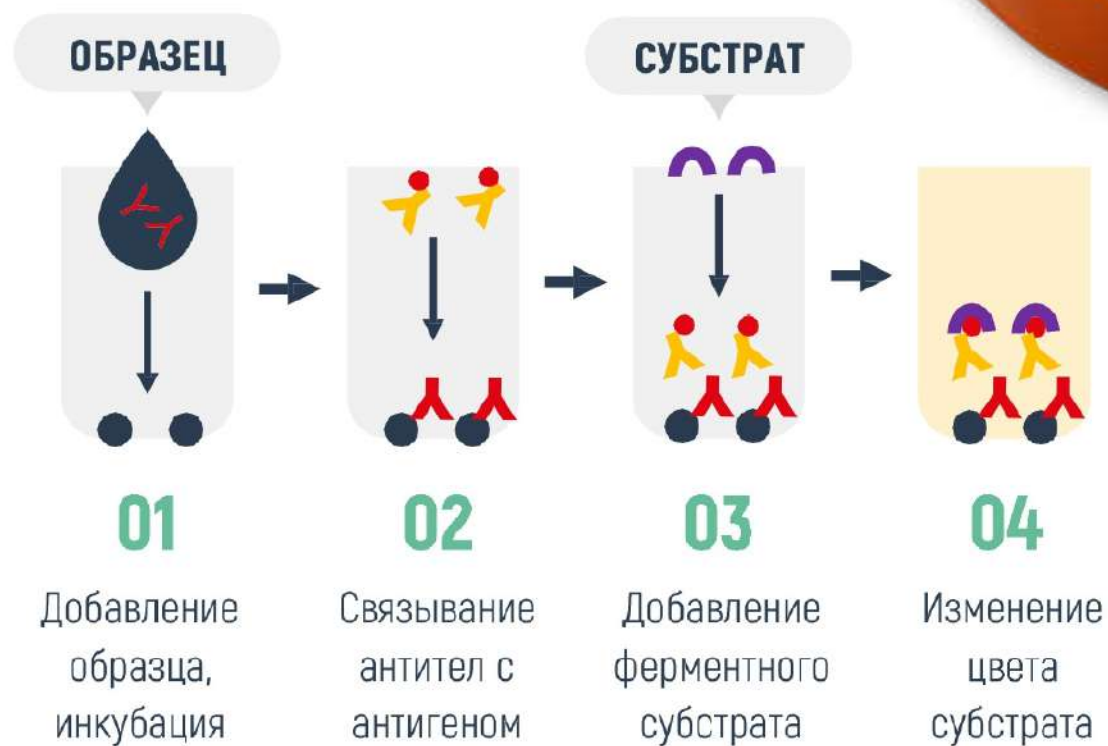 ОБРАЗЕЦ
СУБСТРАТ
01
Добавление
образца,
инкубация
02
Связывание
антител с
антигеном
03
Добавление
ферментного
субстрата
04
Изменение
цвета
субстрата